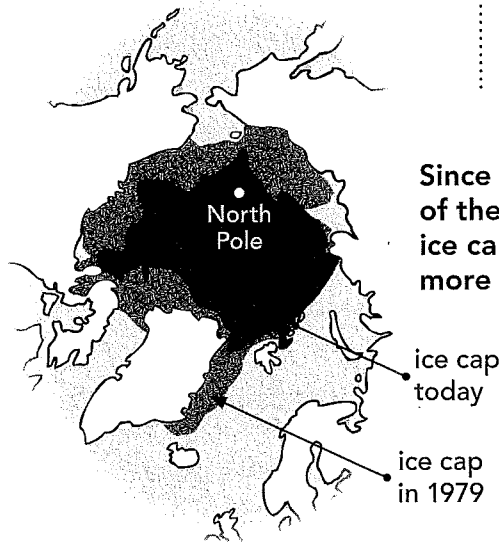 North
Pole
Since
of the
ice ca
more
ice cap
today
ice cap
in 1979